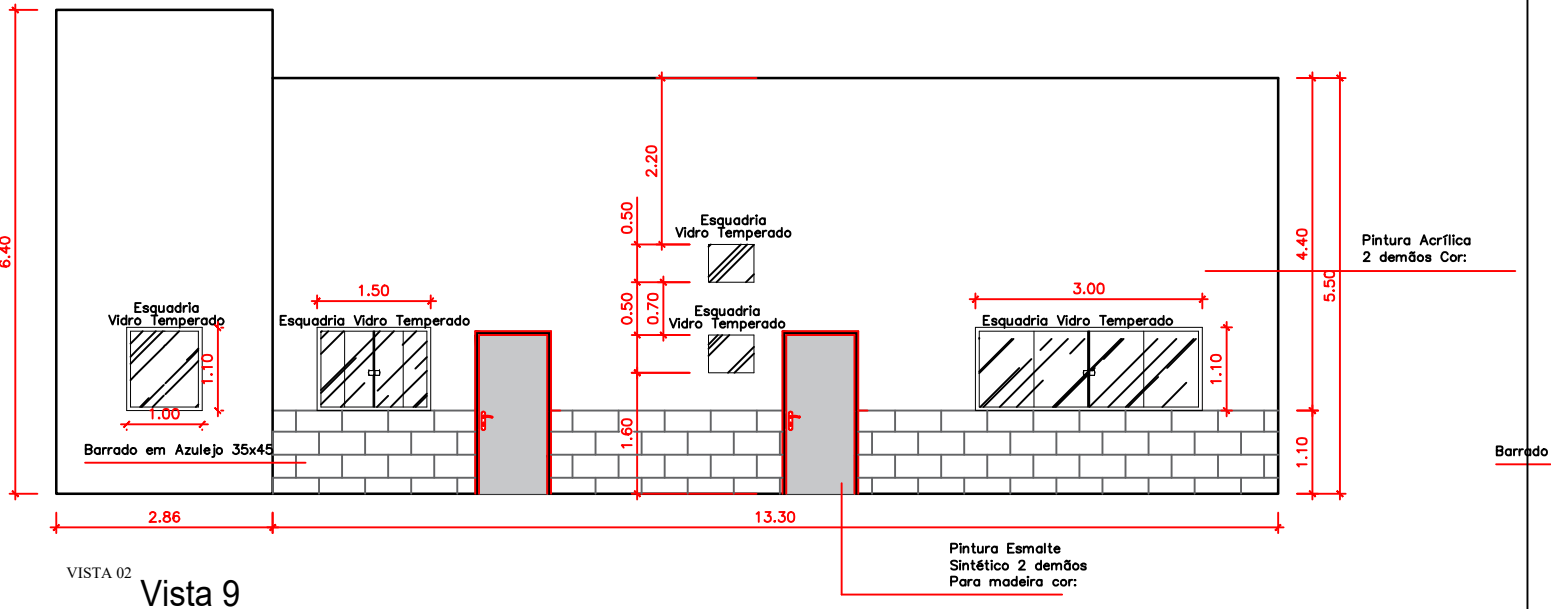 6.40
2.20
0.50
Esquadria
Vidro Temperado
4.40
5.50
Pintura Acrílica
2 demãos Cor:
Esquadria
Vidro Temperado
1.10
1.00
1.50
Esquadria Vidro Temperado
0.50
0.70
Esquadria
Vidro Temperado
3.00
Esquadria Vidro Temperado
1.10
Barrado em Azulejo 35x45
1.60
1.10
Barrado
2.86
13.30
Pintura Esmalte
Sintético 2 demãos
Para madeira cor:
VISTA 02
Vista 9